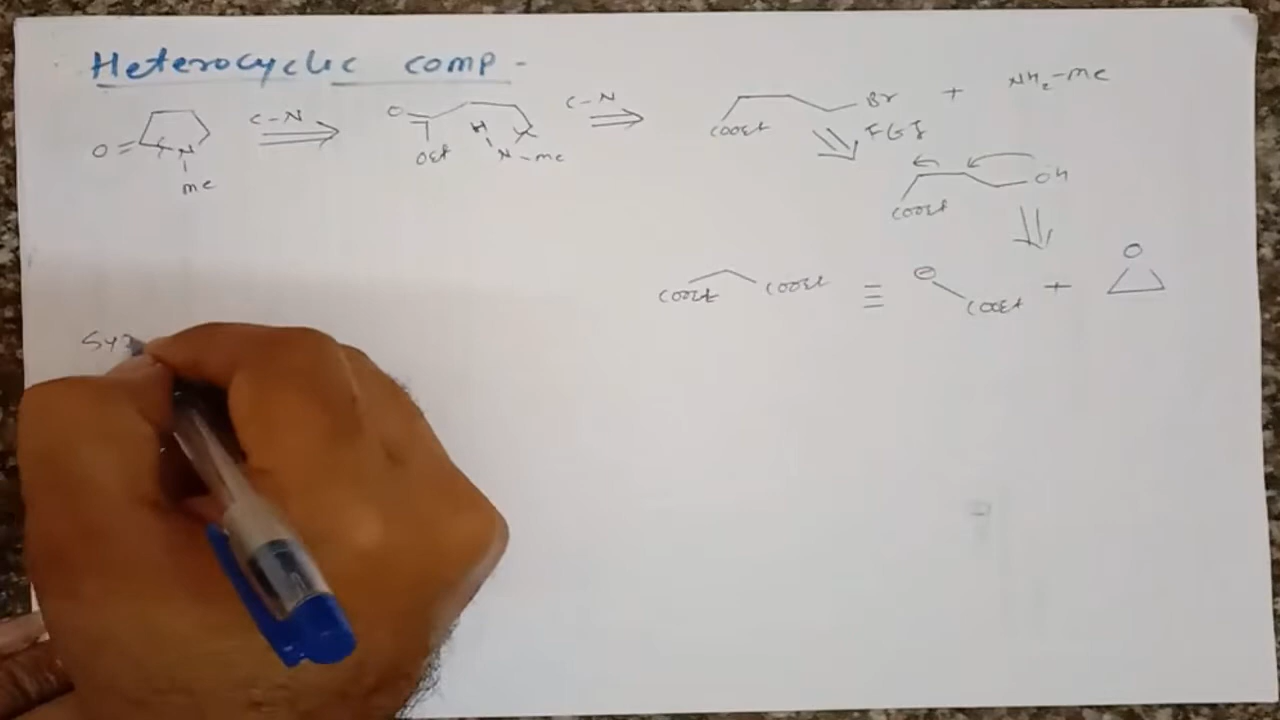 Heterocyclic comp -
O N me C-N
O OEt H N-me C-N
COOEt Br + NH2-me
FGI
COOEt OH
COOEt COOEt ≡ ⊖ COOEt + O
Sy